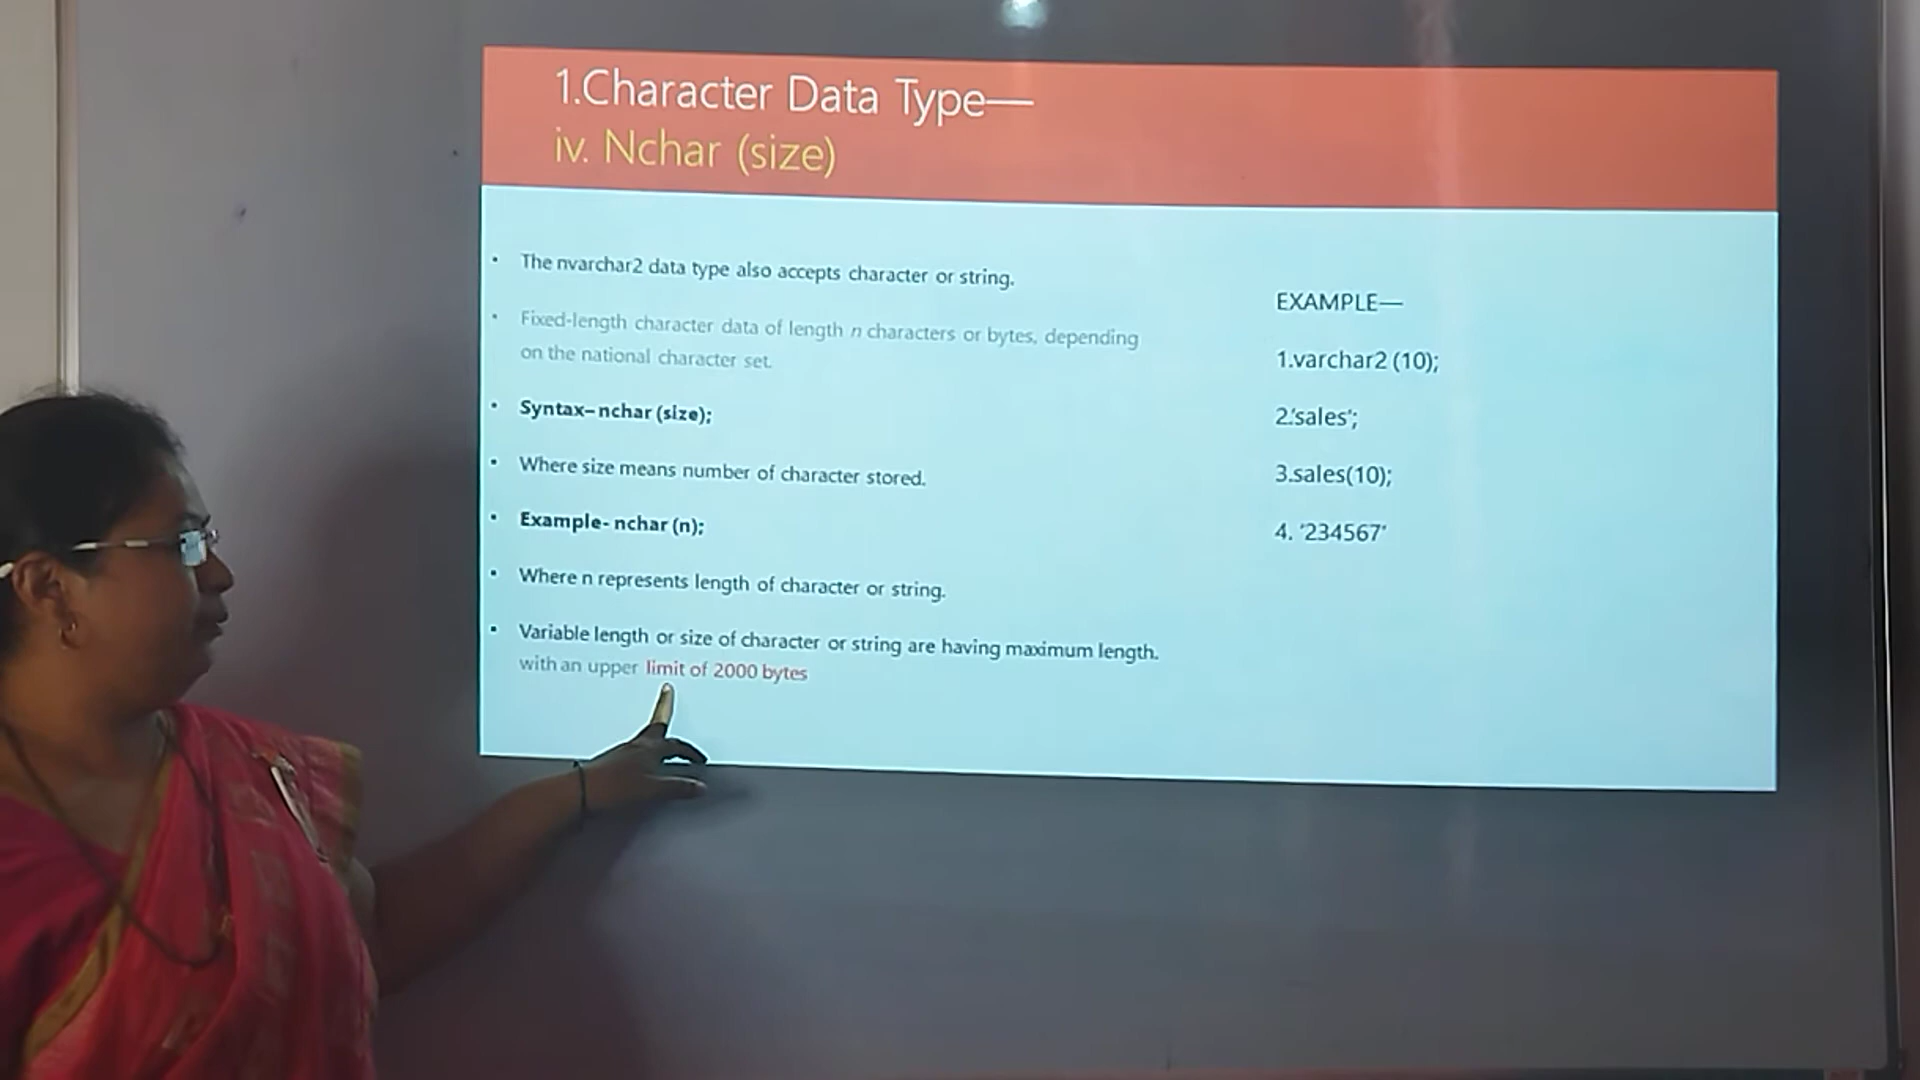 1.Character Data Type—
iv. Nchar (size)
The nvarchar2 data type also accepts character or string.
Fixed-length character data of length n characters or bytes, depending
on the national character set.
Syntax–nchar (size);
Where size means number of character stored.
Example- nchar (n);
Where n represents length of character or string.
Variable length or size of character or string are having maximum length.
with an upper limit of 2000 bytes
EXAMPLE—
1.varchar2 (10);
2.'sales';
3.sales(10);
4. '234567'